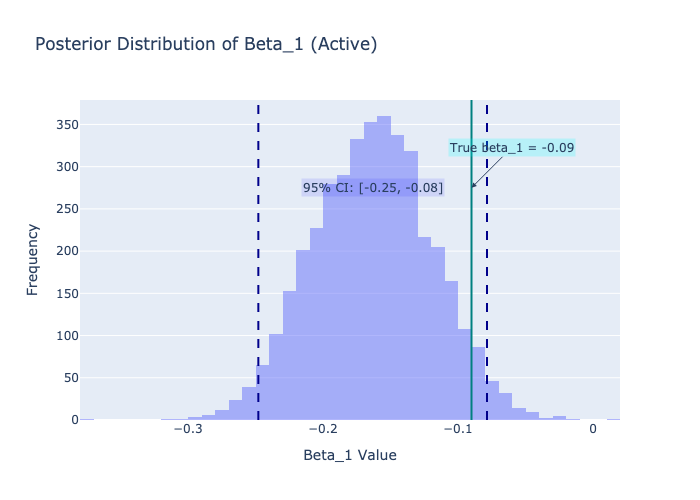 Posterior Distribution of Beta_1 (Active)
350
True beta_1 = -0.09
300
95% CI: [-0.25, -0.08]
250
Frequency
200
150
100
50
0
−0.3
−0.2
−0.1
0
Beta_1 Value